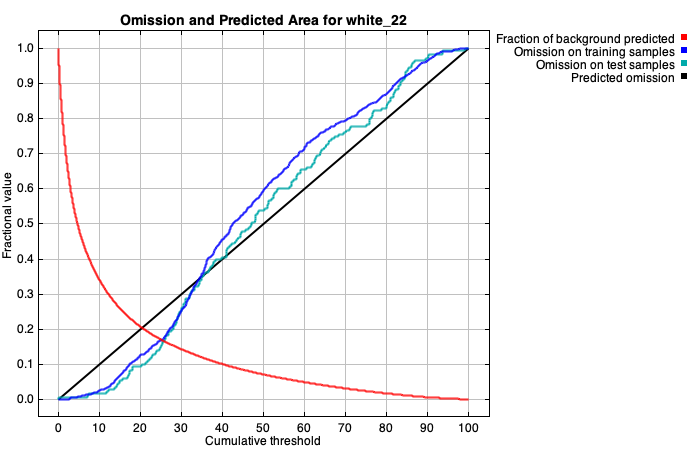 Omission and Predicted Area for white_22
Fraction of background predicted
Omission on training samples
Omission on test samples
Predicted omission
Fractional value
1.0
0.9
0.8
0.7
0.6
0.5
0.4
0.3
0.2
0.1
0.0
0 10 20 30 40 50 60 70 80 90 100
Cumulative threshold